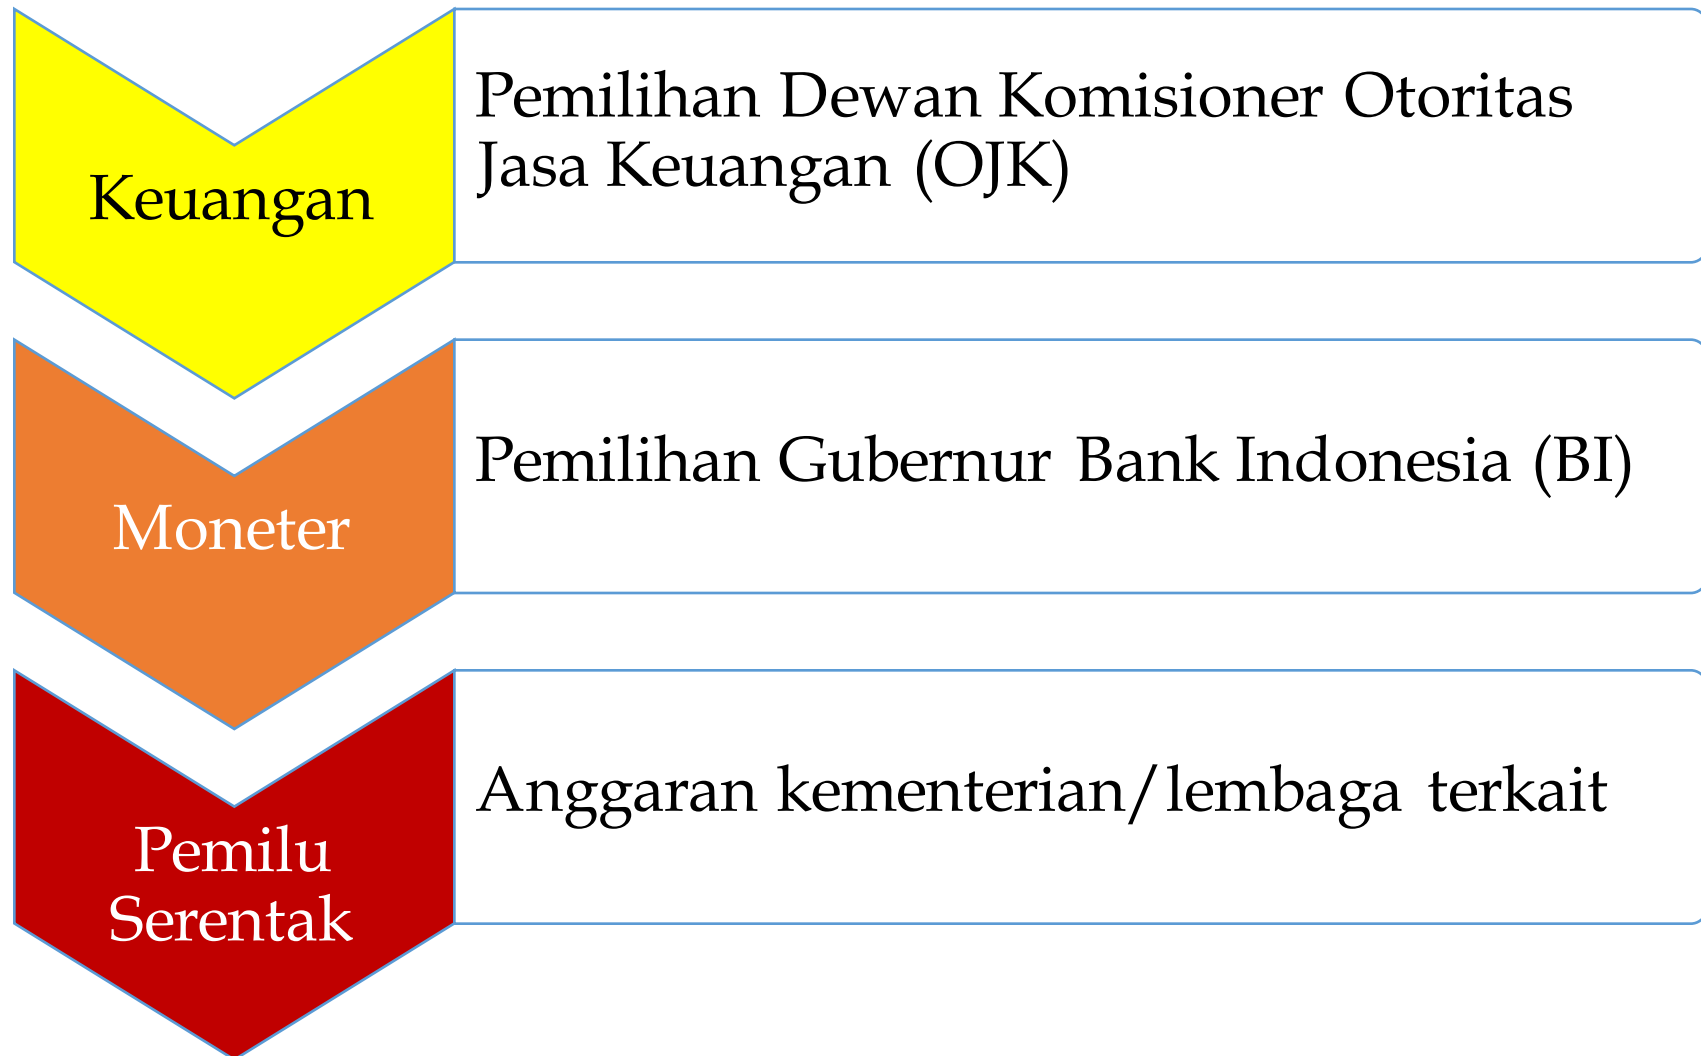 Keuangan
Pemilihan Dewan Komisioner Otoritas
Jasa Keuangan (OJK)
Moneter
Pemilihan Gubernur Bank Indonesia (BI)
Pemilu
Serentak
Anggaran kementerian/lembaga terkait